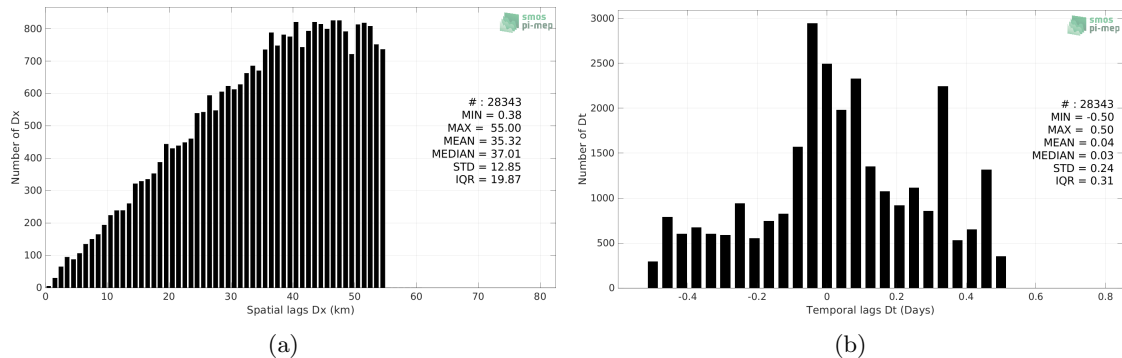 800
700
600
500
400
300
200
100
0
Number of Dx
0
10
20
30
40
50
60
70
80
Spatial lags Dx (km)
smos
pi-mep
# : 28343
MIN = 0.38
MAX = 55.00
MEAN = 35.32
MEDIAN = 37.01
STD = 12.85
IQR = 19.87
(a)
3000
2500
2000
1500
1000
500
0
Number of Dt
-0.4
-0.2
0
0.2
0.4
0.6
0.8
Temporal lags Dt (Days)
smos
pi-mep
# : 28343
MIN = -0.50
MAX = 0.50
MEAN = 0.04
MEDIAN = 0.03
STD = 0.24
IQR = 0.31
(b)